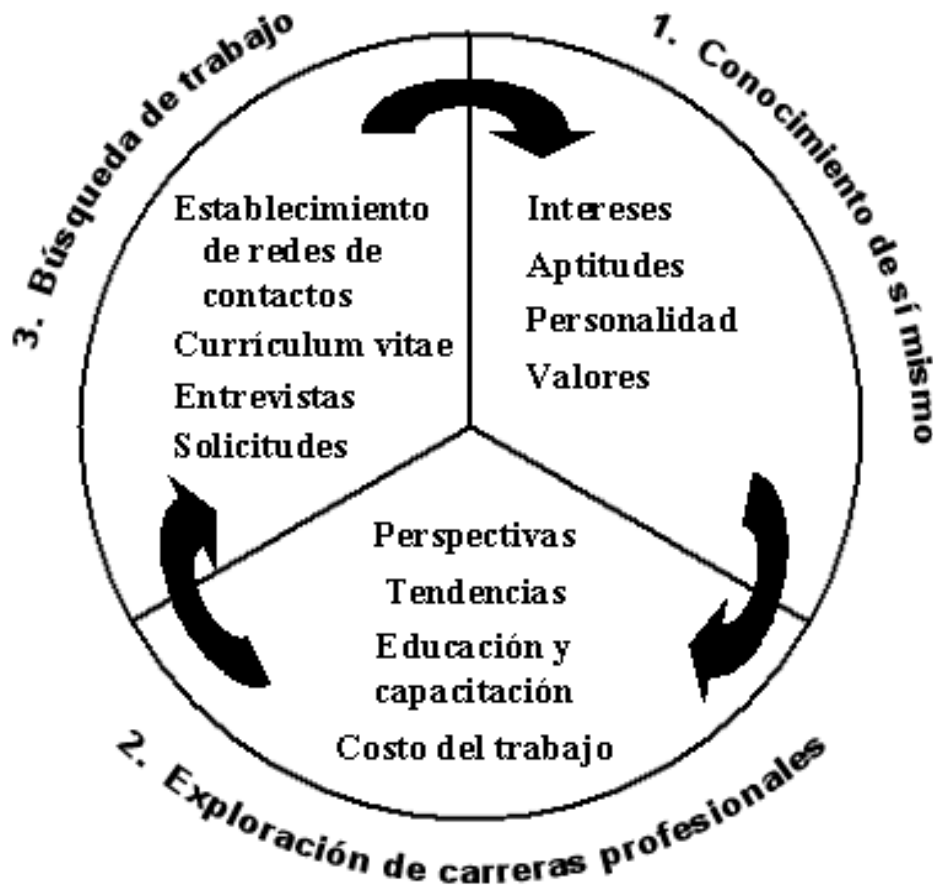 1. Conocimiento de sí mismo
Intereses
Aptitudes
Personalidad
Valores
2. Exploración de carreras profesionales
Perspectivas
Tendencias
Educación y
capacitación
Costo del trabajo
3. Búsqueda de trabajo
Establecimiento
de redes de
contactos
Currículum vitae
Entrevistas
Solicitudes